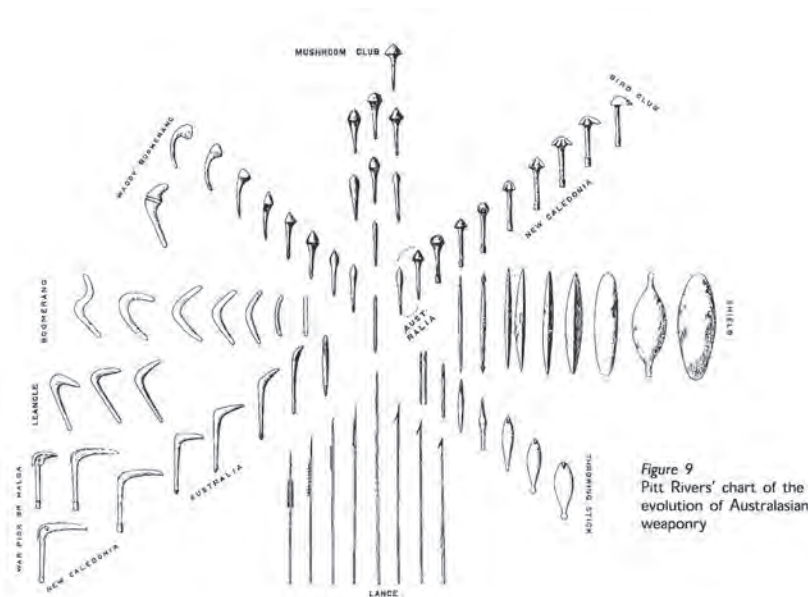 MUSHROOM CLUB
BIRD CLUB
WADDY BOOMERANG
NEW CALEDONIA
BOOMERANG
AUST-
RALIA
SHIELD
LEANGLE
AUSTRALIA
WAR PICK OR MALGA
NEW CALEDONIA
THROWING STICK
LANCE.
Figure 9
Pitt Rivers' chart of the
evolution of Australasian
weaponry